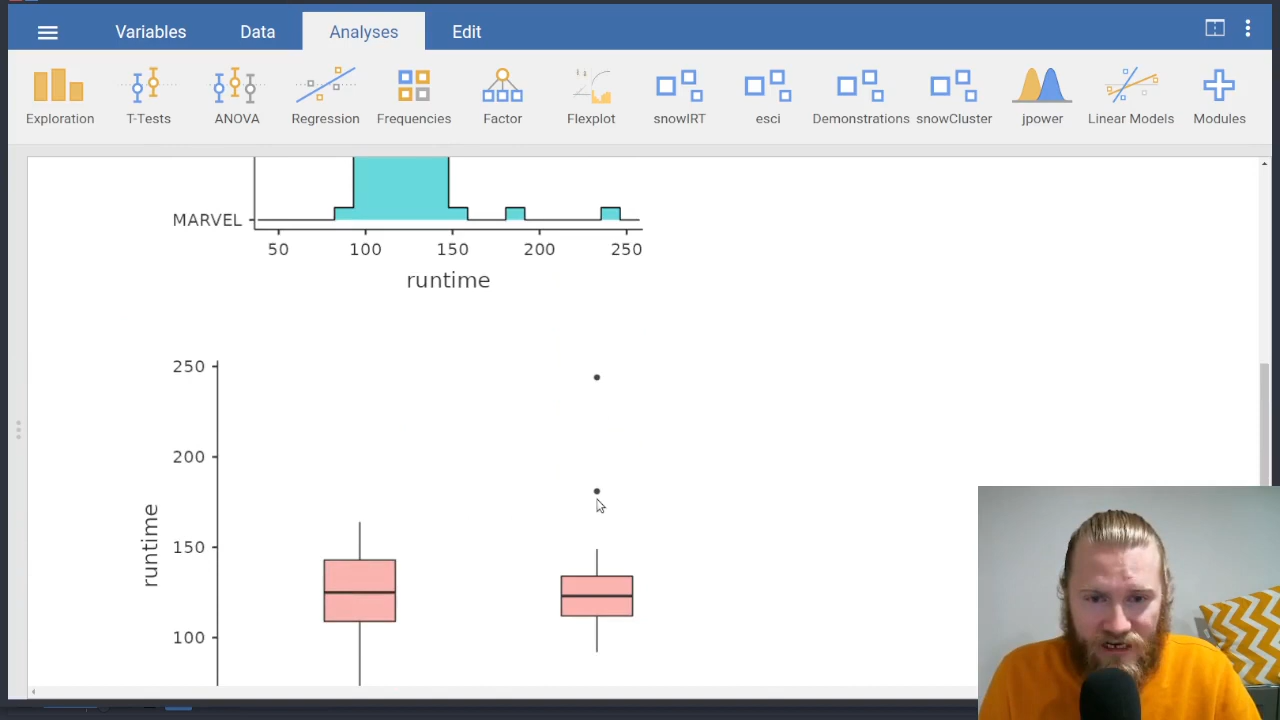 Variables Data Analyses Edit
Exploration T-Tests ANOVA Regression Frequencies Factor Flexplot snowIRT esci Demonstrations snowCluster jpower Linear Models Modules
MARVEL
50 100 150 200 250
runtime
250
200
150
100
runtime